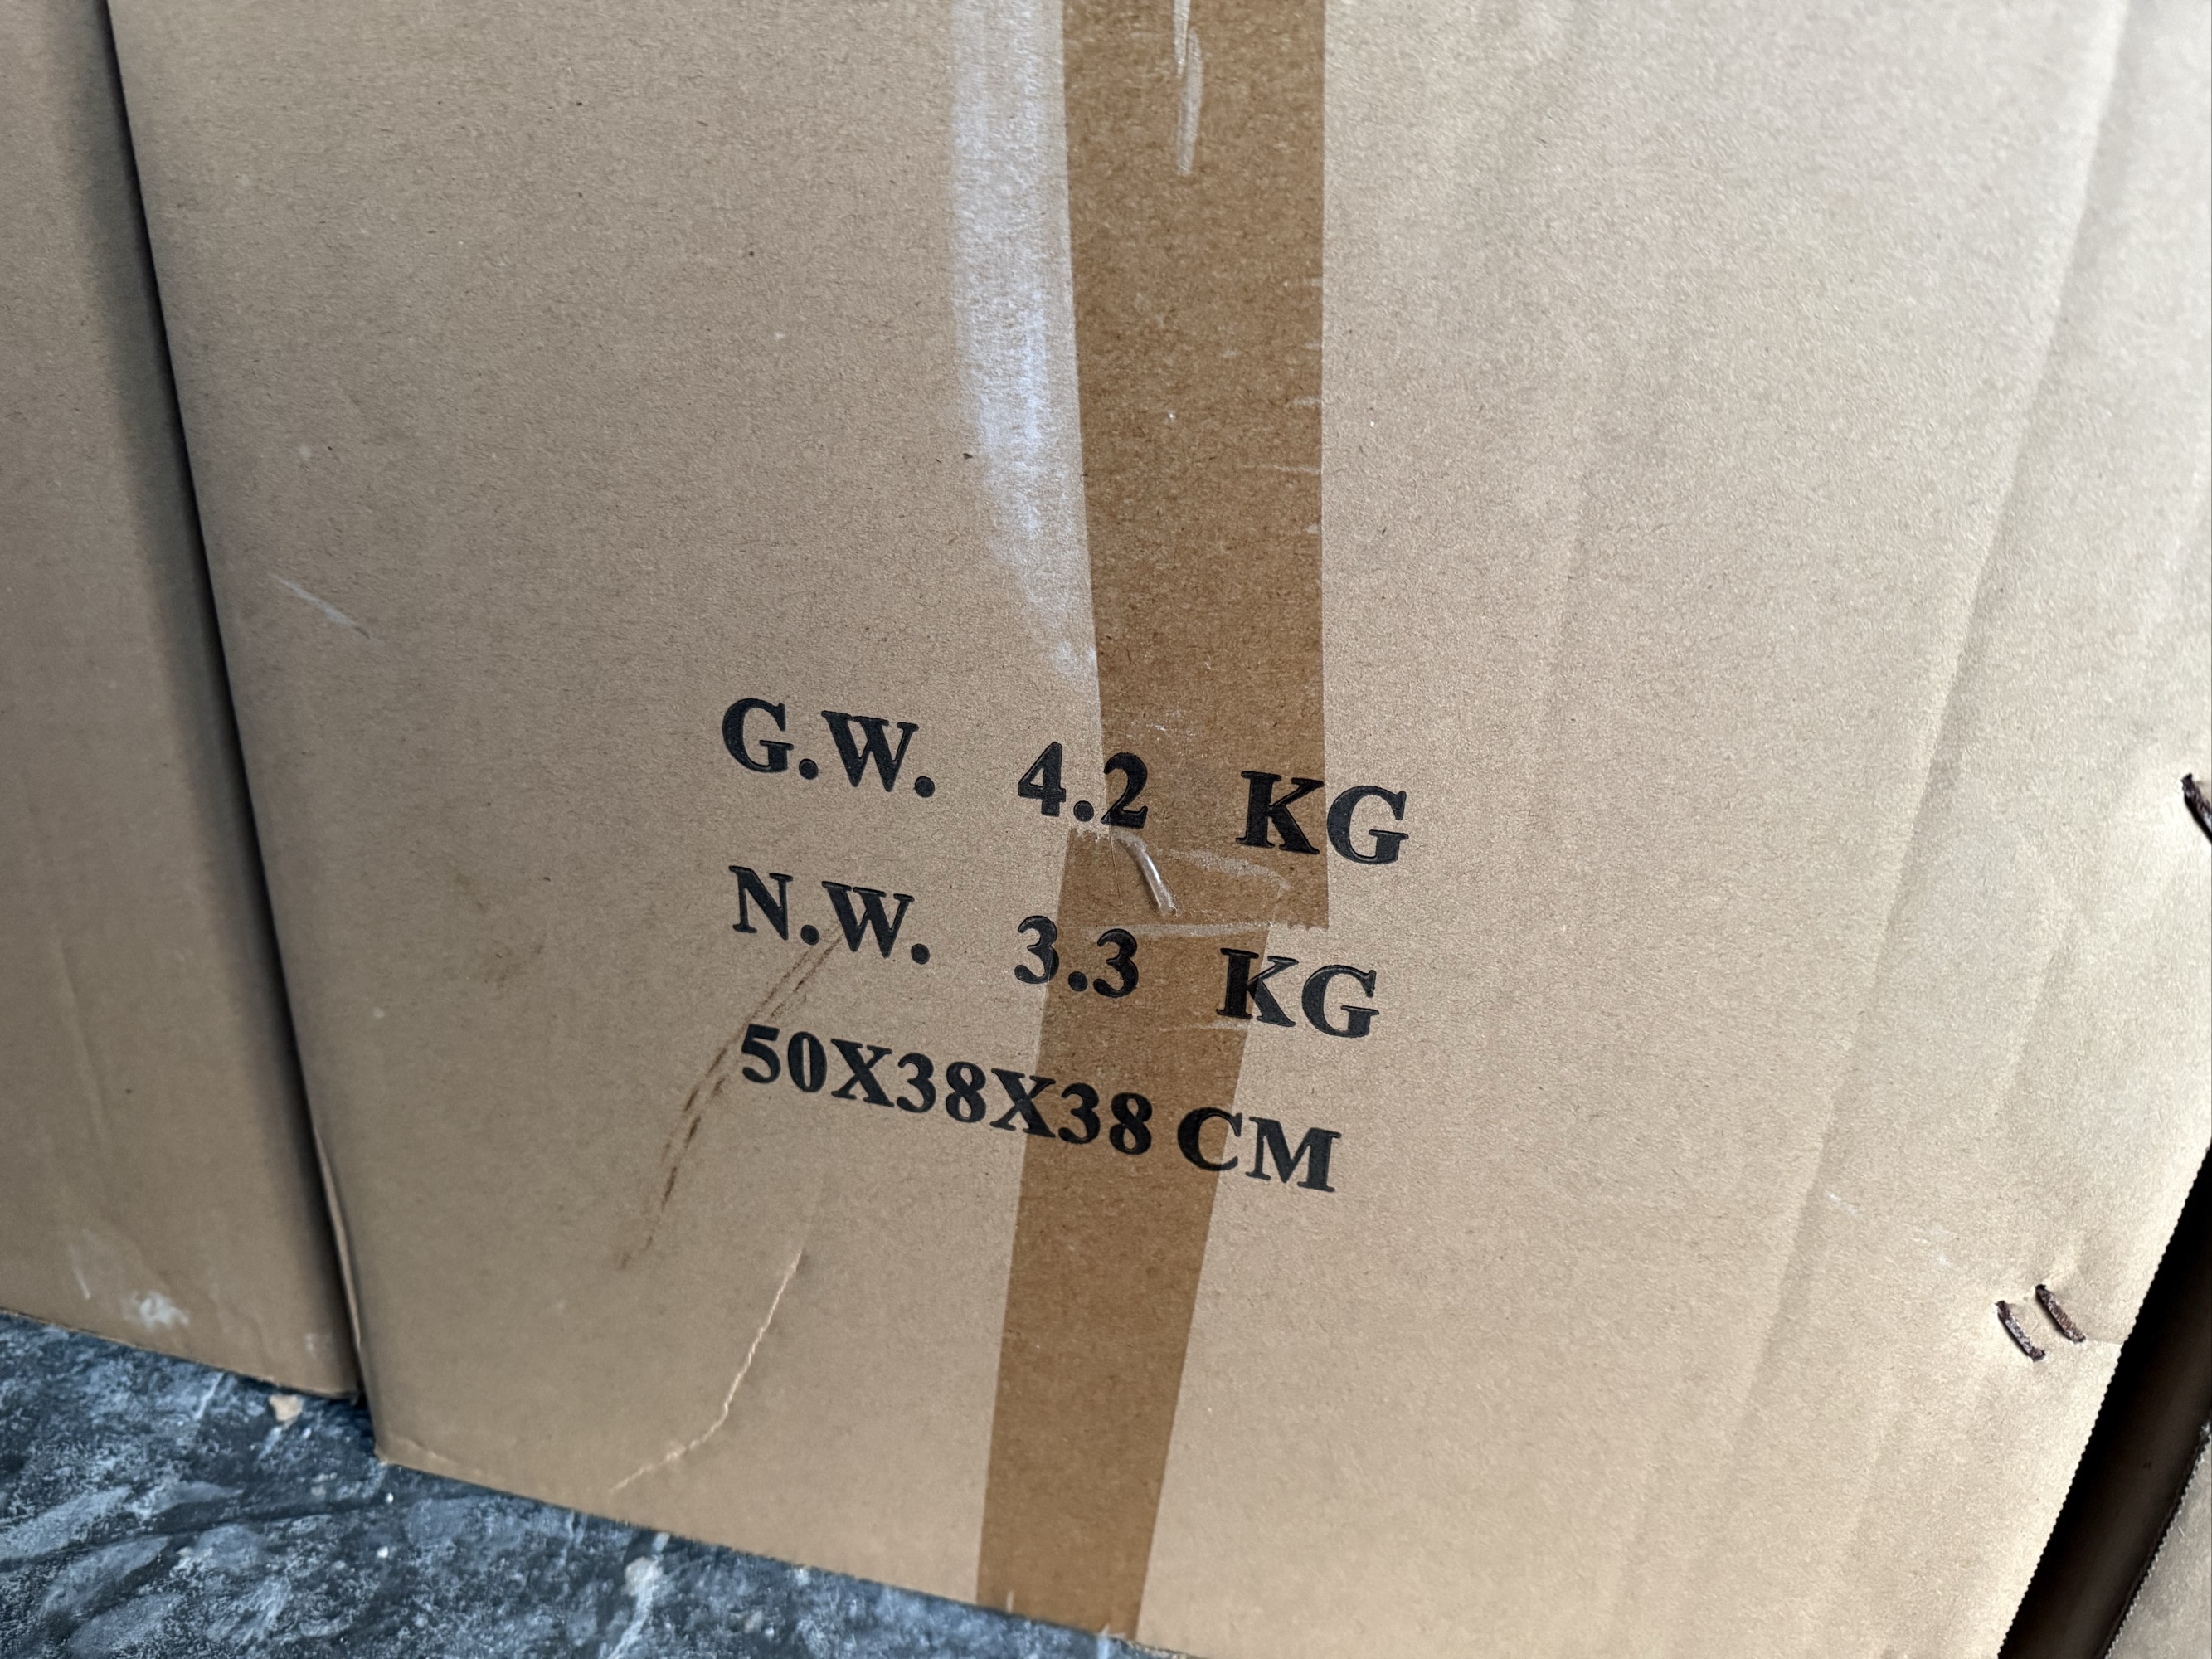 G.W. 4.2 KG
N.W. 3.3 KG
50X38X38 CM